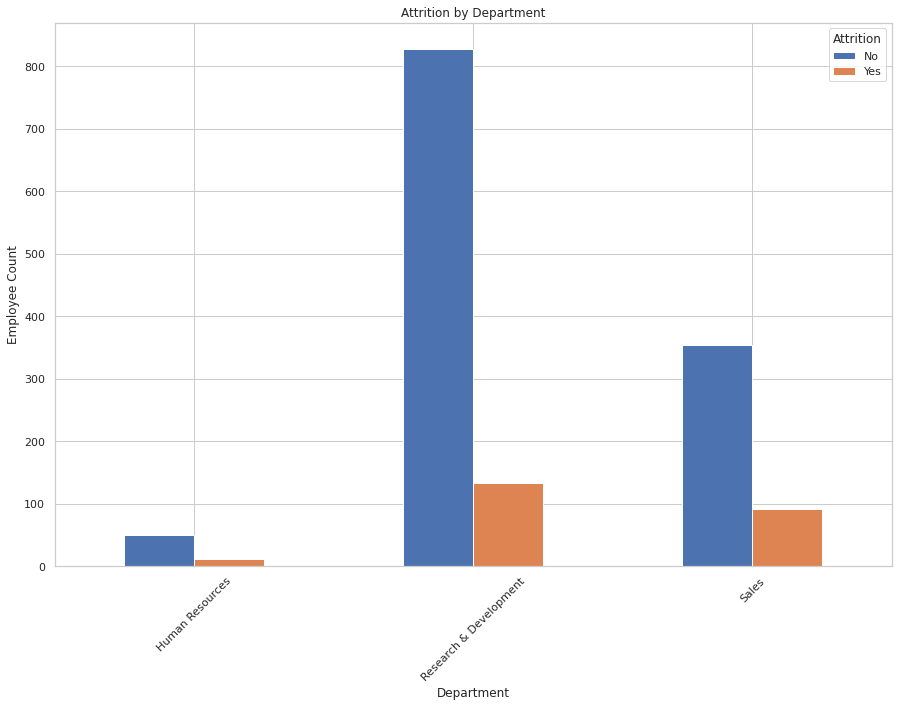 Attrition by Department
Attrition
No
Yes
Employee Count
800
700
600
500
400
300
200
100
0
Human Resources
Research & Development
Sales
Department